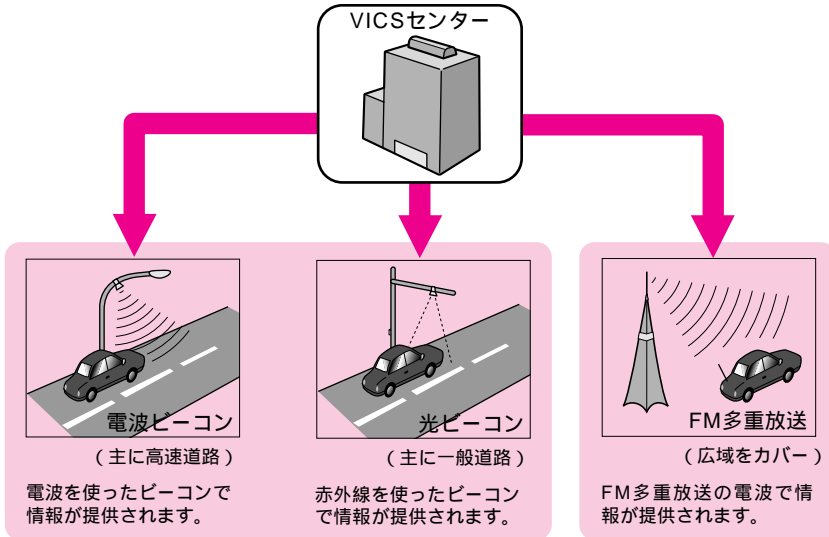 VICSセンター
電波ビーコン
（主に高速道路）
電波を使ったビーコンで
情報が提供されます。
光ビーコン
（主に一般道路）
赤外線を使ったビーコン
で情報が提供されます。
FM多重放送
（広域をカバー）
FM多重放送の電波で情
報が提供されます。